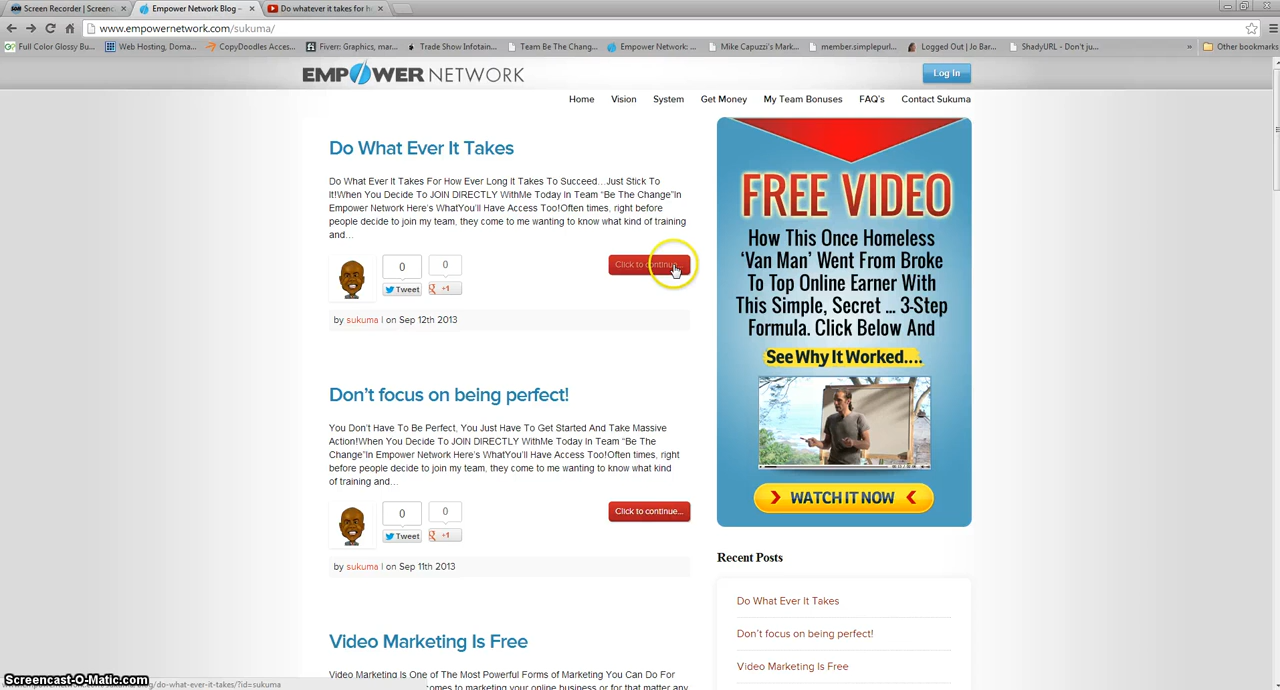 Screen Recorder | Screenc...
Empower Network Blog –
Do whatever it takes for h
www.empowernetwork.com/sukuma/
Full Color Glossy Bu...
Web Hosting, Doma...
CopyDoodles Acces...
Fiverr: Graphics, mar...
Trade Show Infotain...
Team Be The Chang...
Empower Network: ...
Mike Capuzzi's Mark...
member.simplepurl...
Logged Out | Jo Bar...
ShadyURL - Don't ju...
»
Other bookmarks
EMPOWER NETWORK
Log In
Home Vision System Get Money My Team Bonuses FAQ's Contact Sukuma
Do What Ever It Takes
Do What Ever It Takes For How Ever Long It Takes To Succeed…Just Stick To
It!When You Decide To JOIN DIRECTLY WithMe Today In Team “Be The Change”In
Empower Network Here’s WhatYou’ll Have Access Too!Often times, right before
people decide to join my team, they come to me wanting to know what kind of training
and…
0
0
Click to continue...
Tweet
+1
by sukuma | on Sep 12th 2013
Don’t focus on being perfect!
You Don’t Have To Be Perfect, You Just Have To Get Started And Take Massive
Action!When You Decide To JOIN DIRECTLY WithMe Today In Team “Be The
Change”In Empower Network Here’s WhatYou’ll Have Access Too!Often times, right
before people decide to join my team, they come to me wanting to know what kind
of training and…
0
0
Click to continue...
Tweet
+1
by sukuma | on Sep 11th 2013
Video Marketing Is Free
Video Marketing Is One of The Most Powerful Forms of Marketing You Can Do For
comes to marketing your online business or for that matter any
FREE VIDEO
How This Once Homeless
‘Van Man’ Went From Broke
To Top Online Earner With
This Simple, Secret ... 3-Step
Formula. Click Below And
See Why It Worked....
WATCH IT NOW
Recent Posts
Do What Ever It Takes
Don’t focus on being perfect!
Video Marketing Is Free
Screencast-O-Matic.com